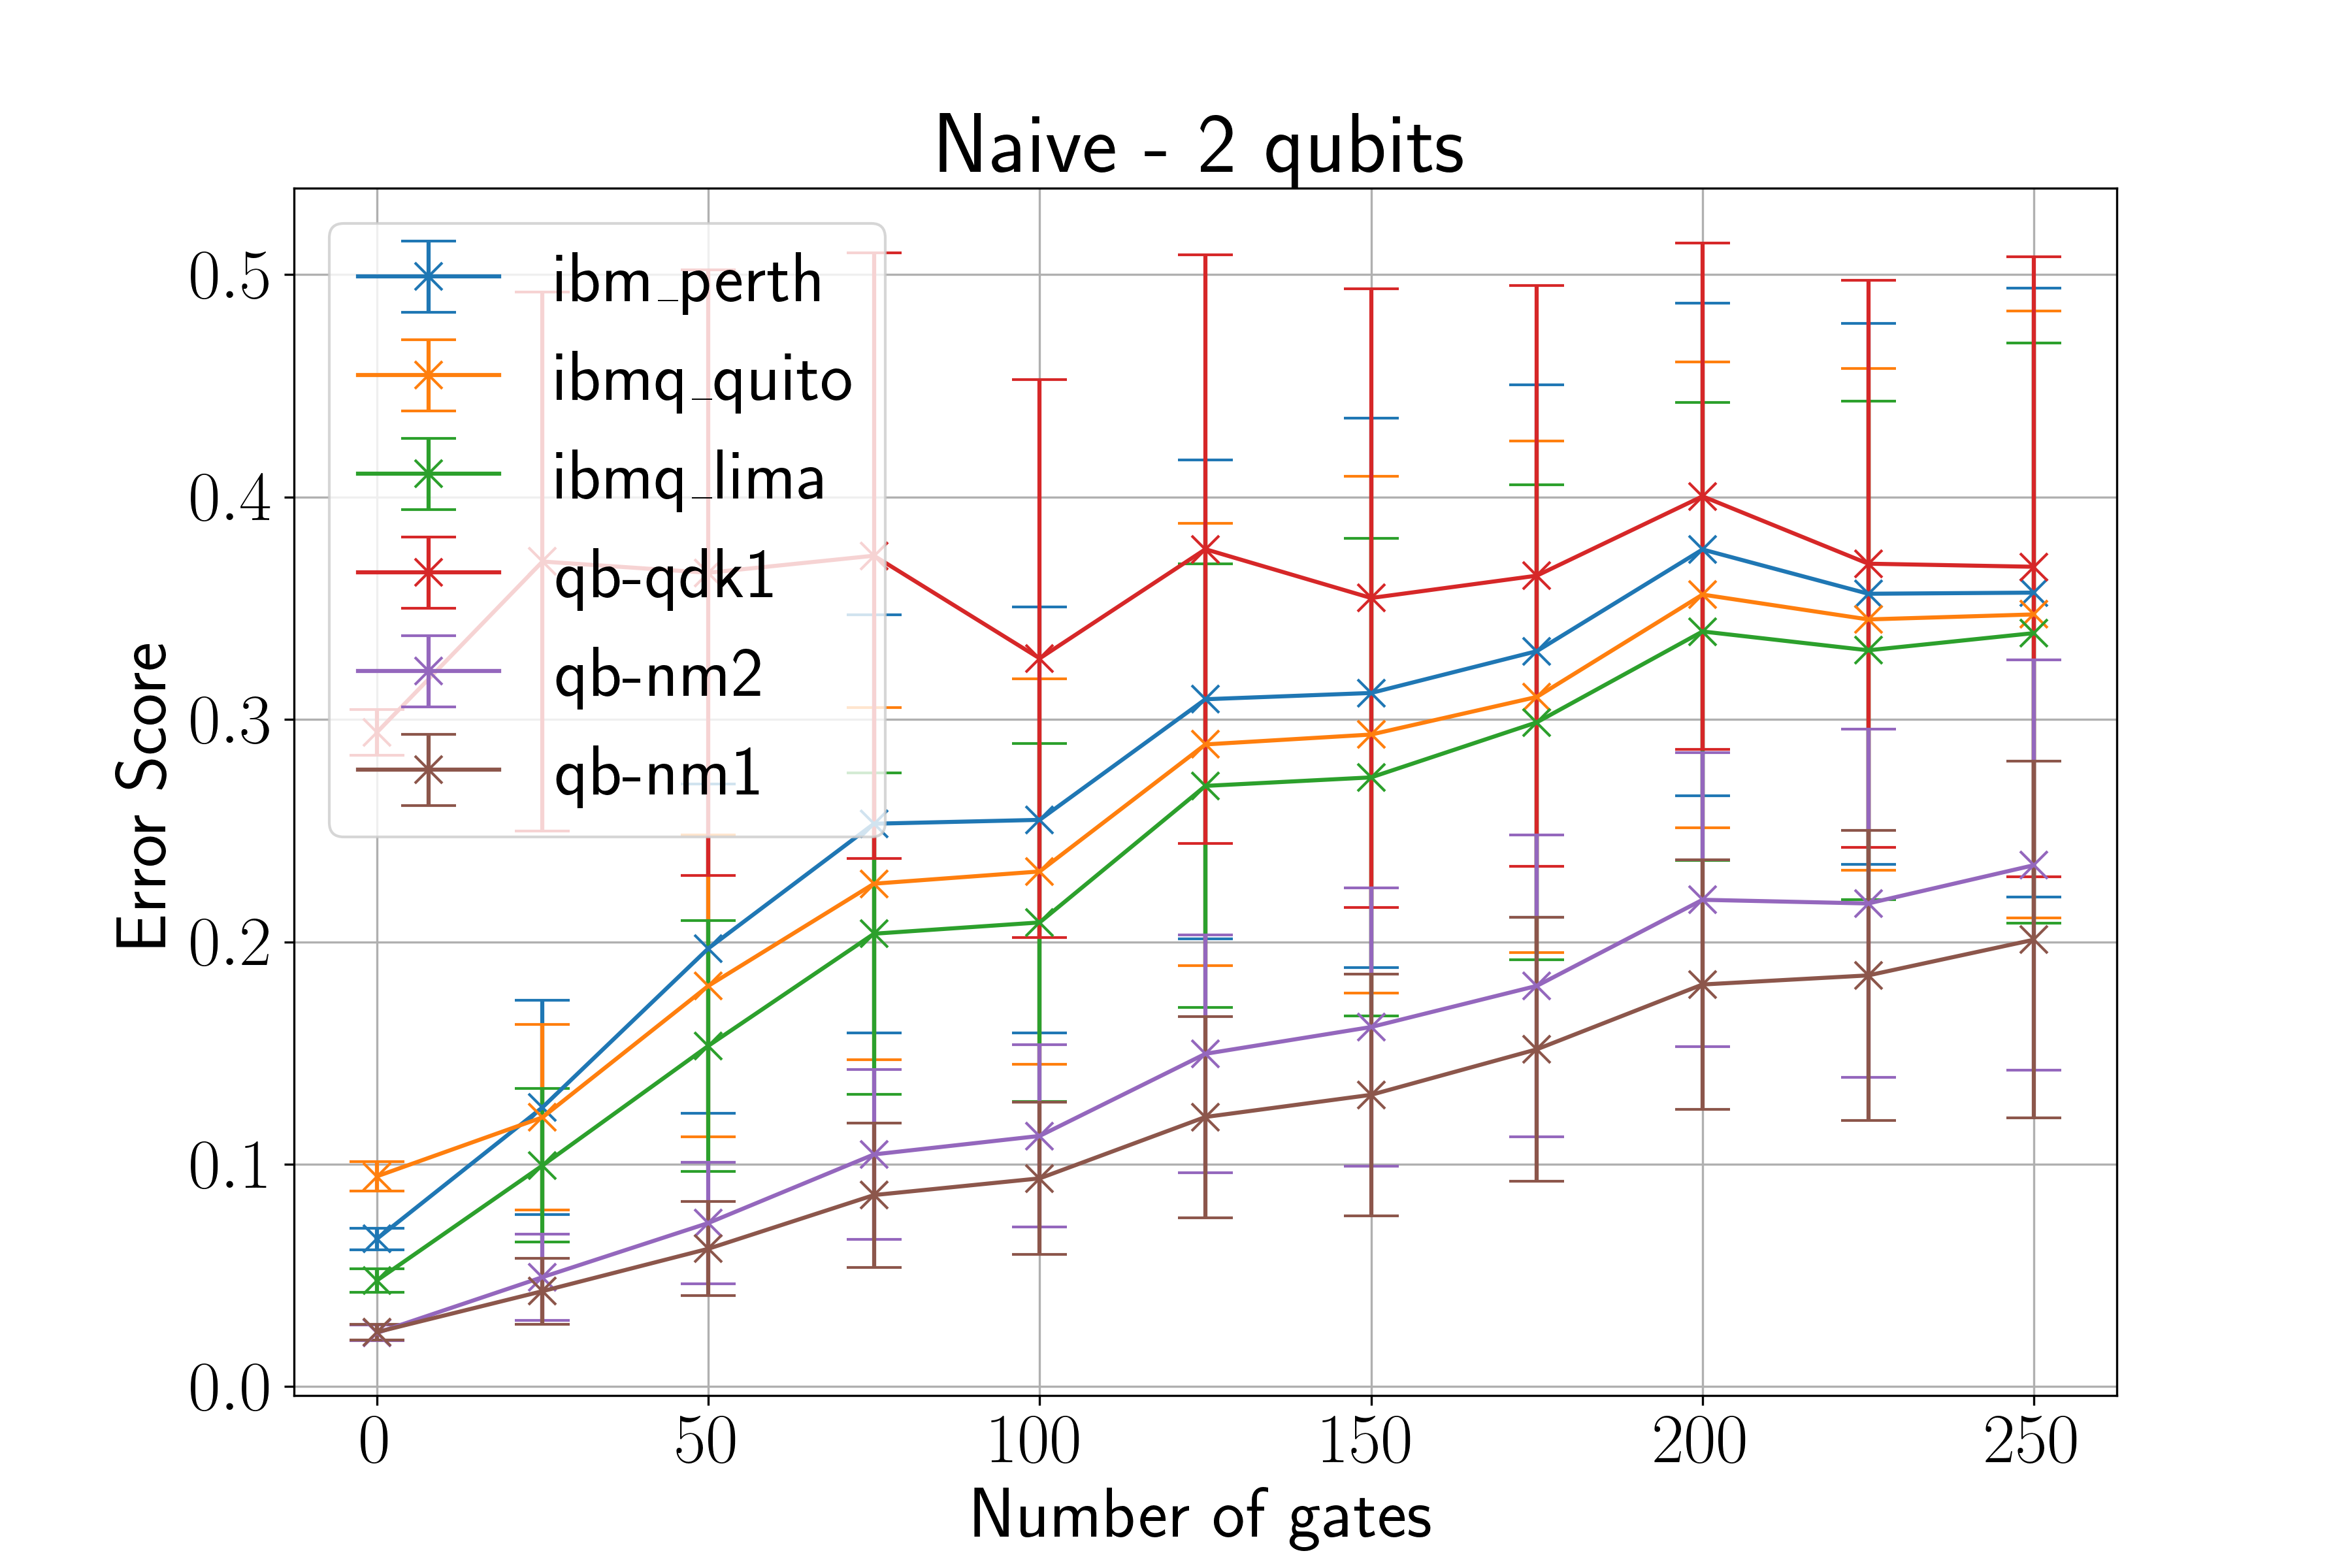 Naive - 2 qubits
Error Score
0.5
0.4
0.3
0.2
0.1
0.0
ibm_perth
ibmq_quito
ibmq_lima
qb-qdk1
qb-nm2
qb-nm1
0 50 100 150 200 250
Number of gates